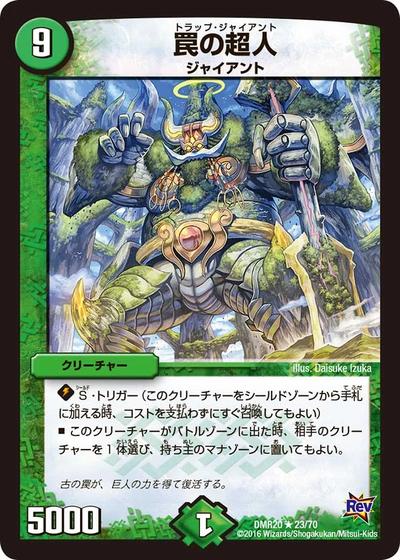 9
トラップ・ジャイアント
罠の超人
ジャイアント
クリーチャー
Illus. Daisuke Izuka
S・トリガー（このクリーチャーをシールドゾーンから手札
に加える時、コストを支払わずにすぐ召喚してもよい）
■ このクリーチャーがバトルゾーンに出た時、相手のクリー
チャーを1体選び、持ち主のマナゾーンに置いてもよい。
古の罠が、巨人の力を得て復活する。
5000
1
Rev
DMR20 ★ 23/70
©2016 Wizards/Shogakukan/Mitsui-Kids